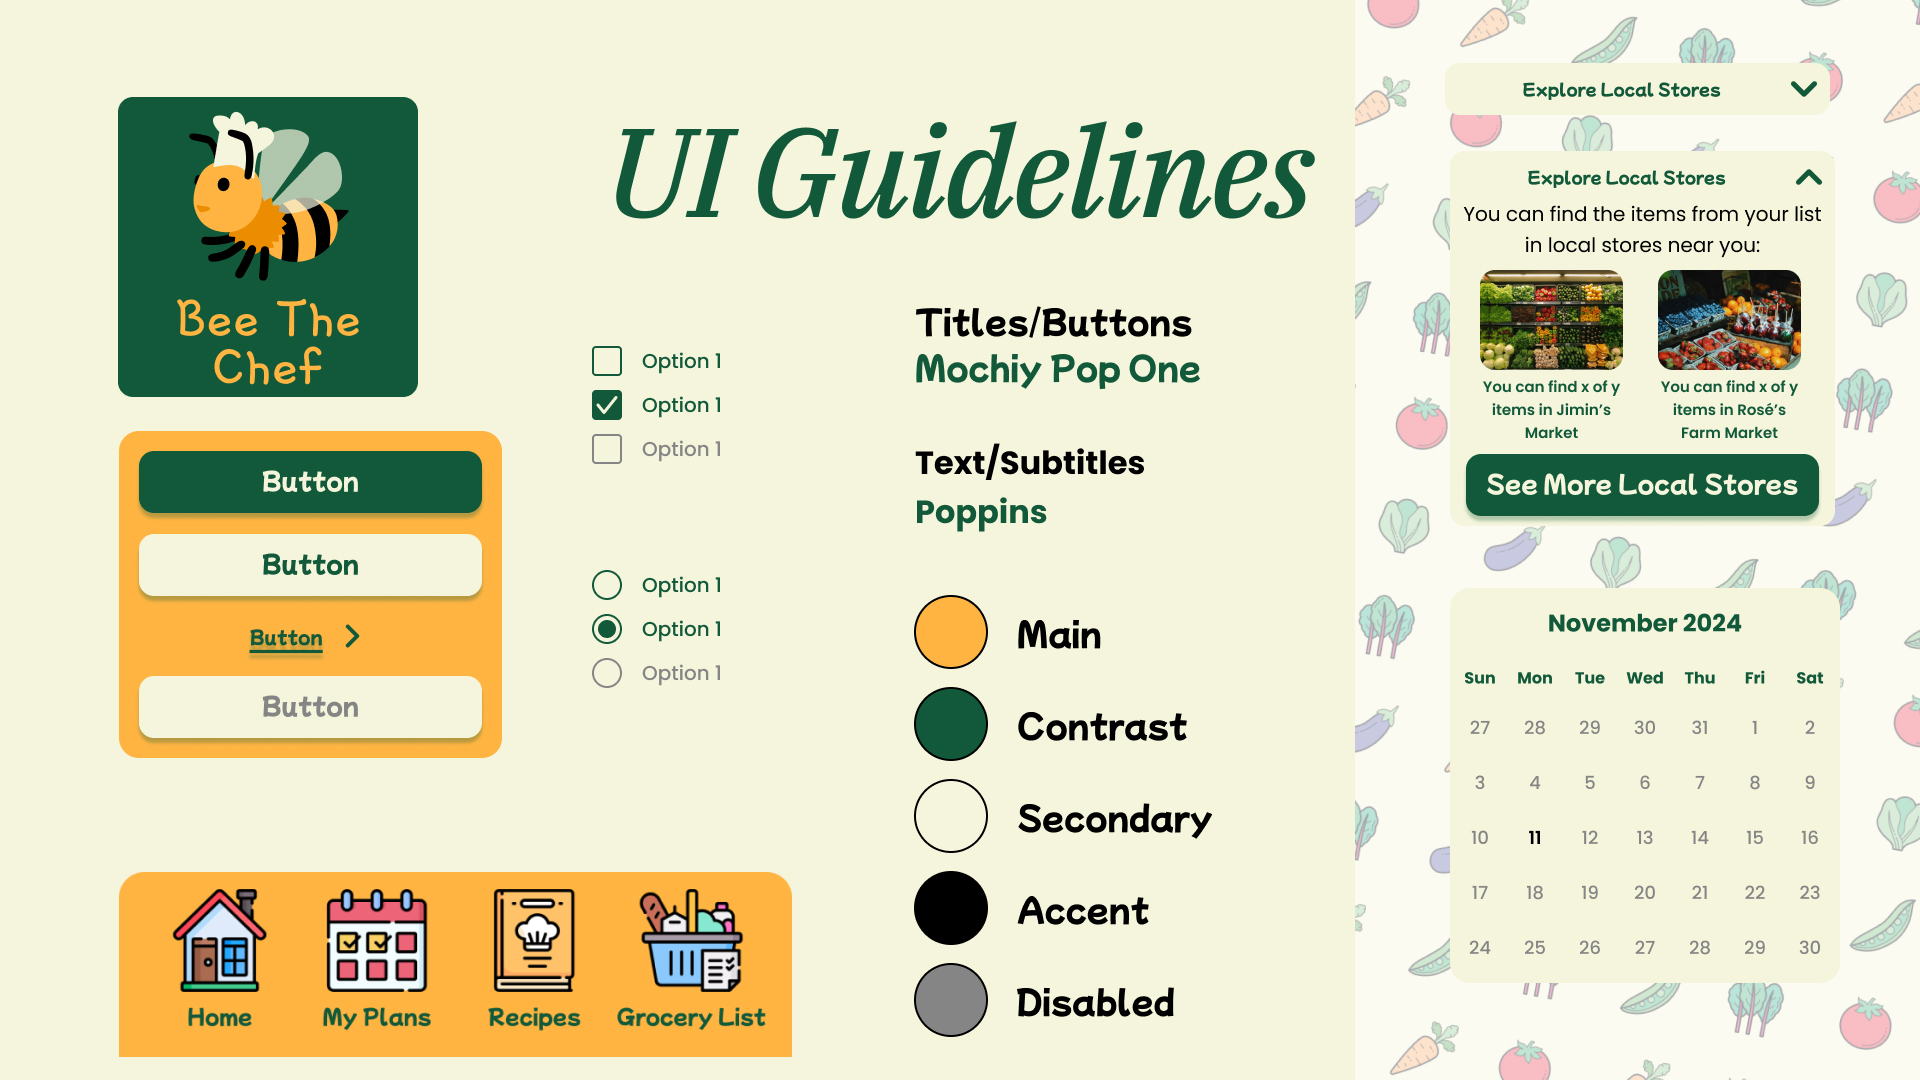 UI Guidelines
Bee The
Chef
Button
Button
Button
Button
Option 1
Option 1
Option 1
Option 1
Option 1
Option 1
Titles/Buttons
Mochiy Pop One
Text/Subtitles
Poppins
Main
Contrast
Secondary
Accent
Disabled
Home
My Plans
Recipes
Grocery List
Explore Local Stores
Explore Local Stores
You can find the items from your list
in local stores near you:
You can find x of y
items in Jimin's
Market
You can find x of y
items in Rosé's
Farm Market
See More Local Stores
November 2024
Sun Mon Tue Wed Thu Fri Sat
27 28 29 30 31 1 2
3 4 5 6 7 8 9
10 11 12 13 14 15 16
17 18 19 20 21 22 23
24 25 26 27 28 29 30